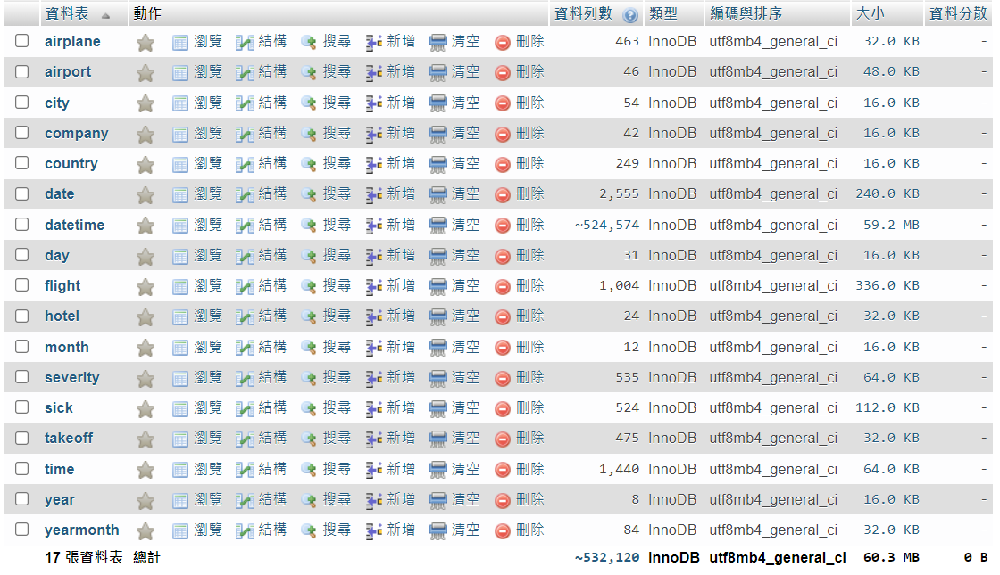 資料表 動作 資料列數 類型 編碼與排序 大小 資料分散
airplane 瀏覽 結構 搜尋 新增 清空 刪除 463 InnoDB utf8mb4_general_ci 32.0 KB -
airport 瀏覽 結構 搜尋 新增 清空 刪除 46 InnoDB utf8mb4_general_ci 48.0 KB -
city 瀏覽 結構 搜尋 新增 清空 刪除 54 InnoDB utf8mb4_general_ci 16.0 KB -
company 瀏覽 結構 搜尋 新增 清空 刪除 42 InnoDB utf8mb4_general_ci 16.0 KB -
country 瀏覽 結構 搜尋 新增 清空 刪除 249 InnoDB utf8mb4_general_ci 16.0 KB -
date 瀏覽 結構 搜尋 新增 清空 刪除 2,555 InnoDB utf8mb4_general_ci 240.0 KB -
datetime 瀏覽 結構 搜尋 新增 清空 刪除 ~524,574 InnoDB utf8mb4_general_ci 59.2 MB -
day 瀏覽 結構 搜尋 新增 清空 刪除 31 InnoDB utf8mb4_general_ci 16.0 KB -
flight 瀏覽 結構 搜尋 新增 清空 刪除 1,004 InnoDB utf8mb4_general_ci 336.0 KB -
hotel 瀏覽 結構 搜尋 新增 清空 刪除 24 InnoDB utf8mb4_general_ci 32.0 KB -
month 瀏覽 結構 搜尋 新增 清空 刪除 12 InnoDB utf8mb4_general_ci 16.0 KB -
severity 瀏覽 結構 搜尋 新增 清空 刪除 535 InnoDB utf8mb4_general_ci 64.0 KB -
sick 瀏覽 結構 搜尋 新增 清空 刪除 524 InnoDB utf8mb4_general_ci 112.0 KB -
takeoff 瀏覽 結構 搜尋 新增 清空 刪除 475 InnoDB utf8mb4_general_ci 32.0 KB -
time 瀏覽 結構 搜尋 新增 清空 刪除 1,440 InnoDB utf8mb4_general_ci 64.0 KB -
year 瀏覽 結構 搜尋 新增 清空 刪除 8 InnoDB utf8mb4_general_ci 16.0 KB -
yearmonth 瀏覽 結構 搜尋 新增 清空 刪除 84 InnoDB utf8mb4_general_ci 32.0 KB -
17 張資料表 總計 ~532,120 InnoDB utf8mb4_general_ci 60.3 MB 0 B